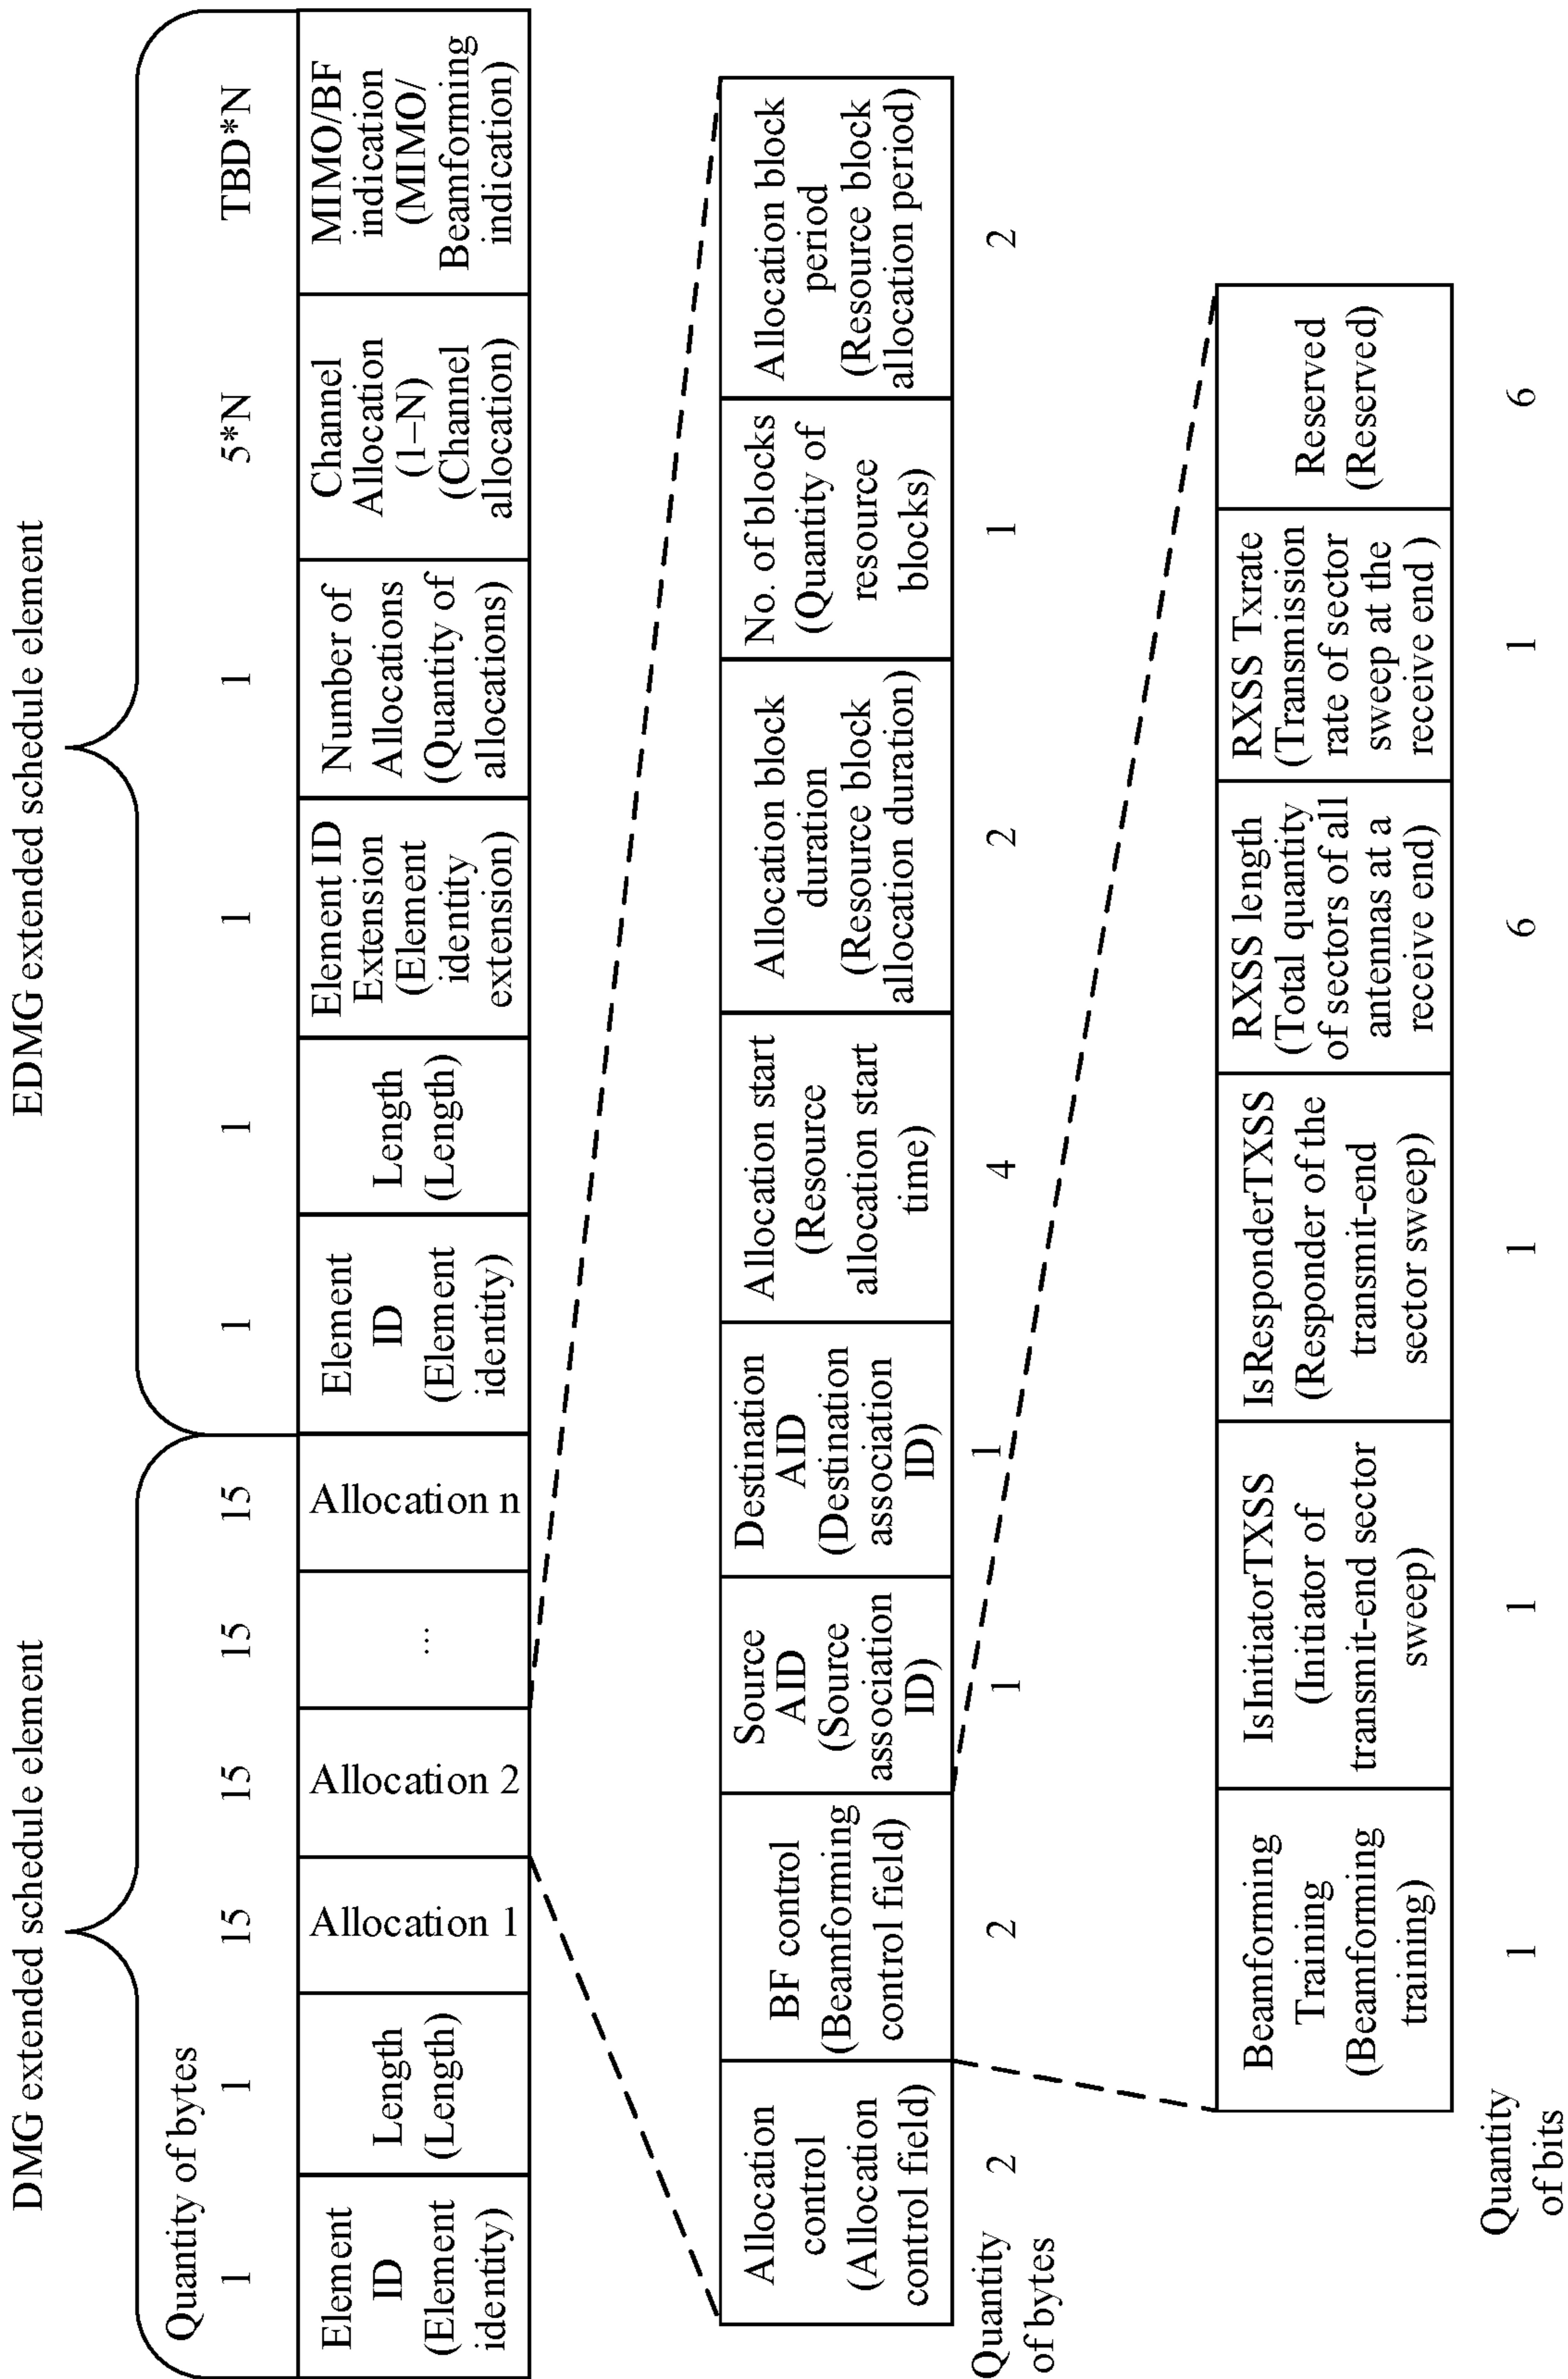 DMG extended schedule element
EDMG extended schedule element
Quantity of bytes
1
1
15
15
15
15
1
1
1
1
5*N
TBD*N
Element
ID
(Element
identity)
Length
(Length)
Allocation 1
Allocation 2
...
Allocation n
Element
ID
(Element
identity)
Length
(Length)
Element ID
Extension
(Element
identity
extension)
Number of
Allocations
(Quantity of
allocations)
Channel
Allocation
(1–N)
(Channel
allocation)
MIMO/BF
indication
(MIMO/
Beamforming
indication)
Allocation
control
(Allocation
control field)
BF control
(Beamforming
control field)
Source
AID
(Source
association
ID)
Destination
AID
(Destination
association
ID)
Allocation start
(Resource
allocation start
time)
Allocation block
duration
(Resource block
allocation duration)
No. of blocks
(Quantity of
resource
blocks)
Allocation block
period
(Resource block
allocation period)
Quantity
of bytes
2
2
1
1
4
2
1
2
Beamforming
Training
(Beamforming
training)
IsInitiatorTXSS
(Initiator of
transmit-end sector
sweep)
IsResponderTXSS
(Responder of the
transmit-end
sector sweep)
RXSS length
(Total quantity
of sectors of all
antennas at a
receive end)
RXSS Txrate
(Transmission
rate of sector
sweep at the
receive end )
Reserved
(Reserved)
Quantity
of bits
1
1
1
6
1
6